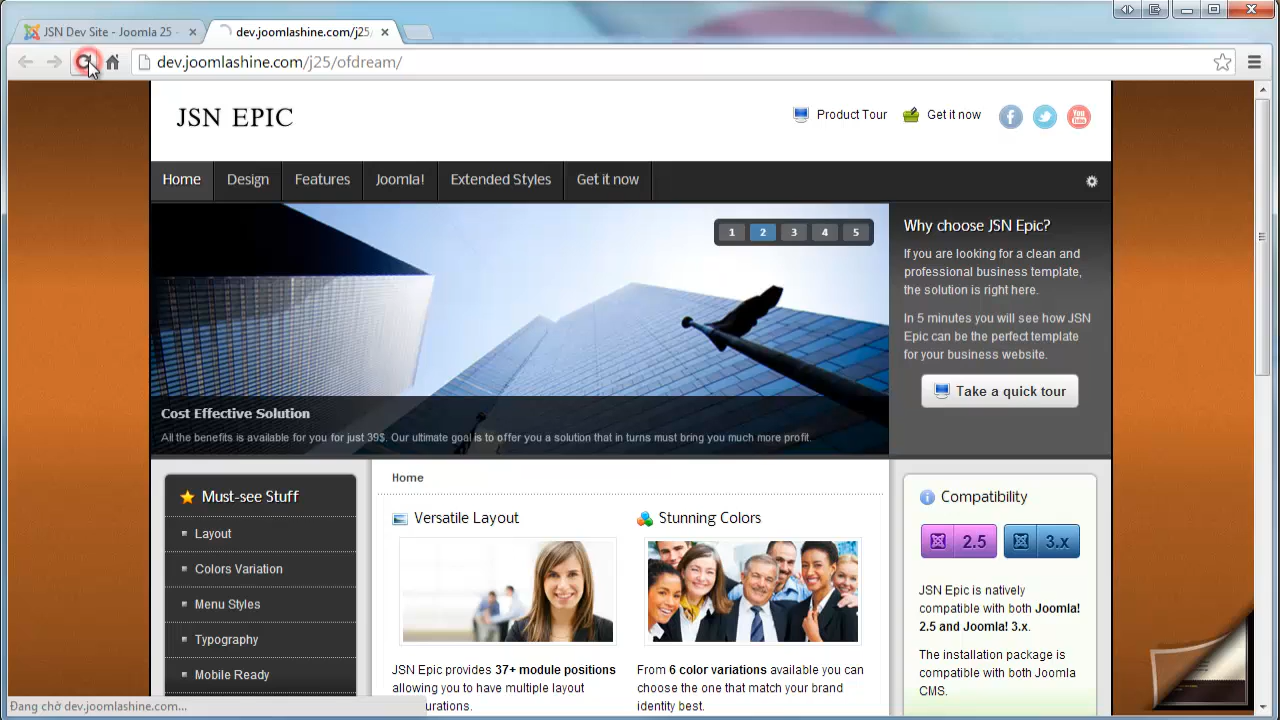 JSN Dev Site - Joomla 25 -
dev.joomlashine.com/j25/
dev.joomlashine.com/j25/ofdream/
JSN EPIC
Product Tour
Get it now
You
Tube
Home
Design
Features
Joomla!
Extended Styles
Get it now
1 2 3 4 5
Cost Effective Solution
All the benefits is available for you for just 39$. Our ultimate goal is to offer you a solution that in turns must bring you much more profit.
Why choose JSN Epic?
If you are looking for a clean and
professional business template,
the solution is right here.
In 5 minutes you will see how JSN
Epic can be the perfect template
for your business website.
Take a quick tour
Must-see Stuff
Layout
Colors Variation
Menu Styles
Typography
Mobile Ready
Home
Versatile Layout
JSN Epic provides 37+ module positions
allowing you to have multiple layout
urations.
Stunning Colors
From 6 color variations available you can
choose the one that match your brand
identity best.
Compatibility
2.5
3.x
JSN Epic is natively
compatible with both Joomla!
2.5 and Joomla! 3.x.
The installation package is
compatible with both Joomla
CMS.
Đang chờ dev.joomlashine.com...